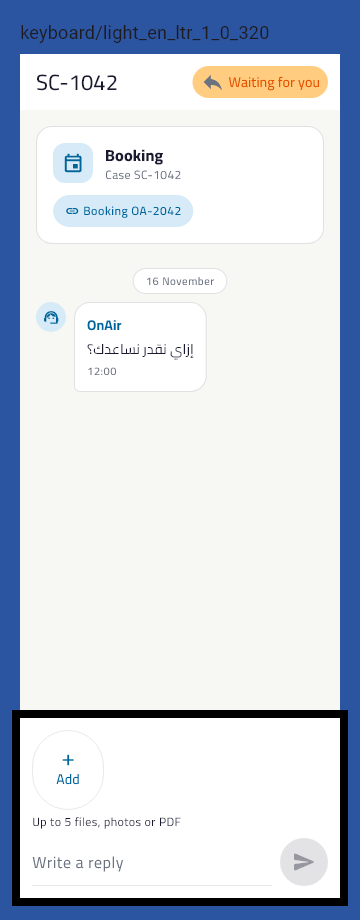 keyboard/light_en_ltr_1_0_320
SC-1042
Waiting for you
Booking
Case SC-1042
Booking OA-2042
16 November
OnAir
إزاي نقدر نساعدك؟
12:00
Add
Up to 5 files, photos or PDF
Write a reply